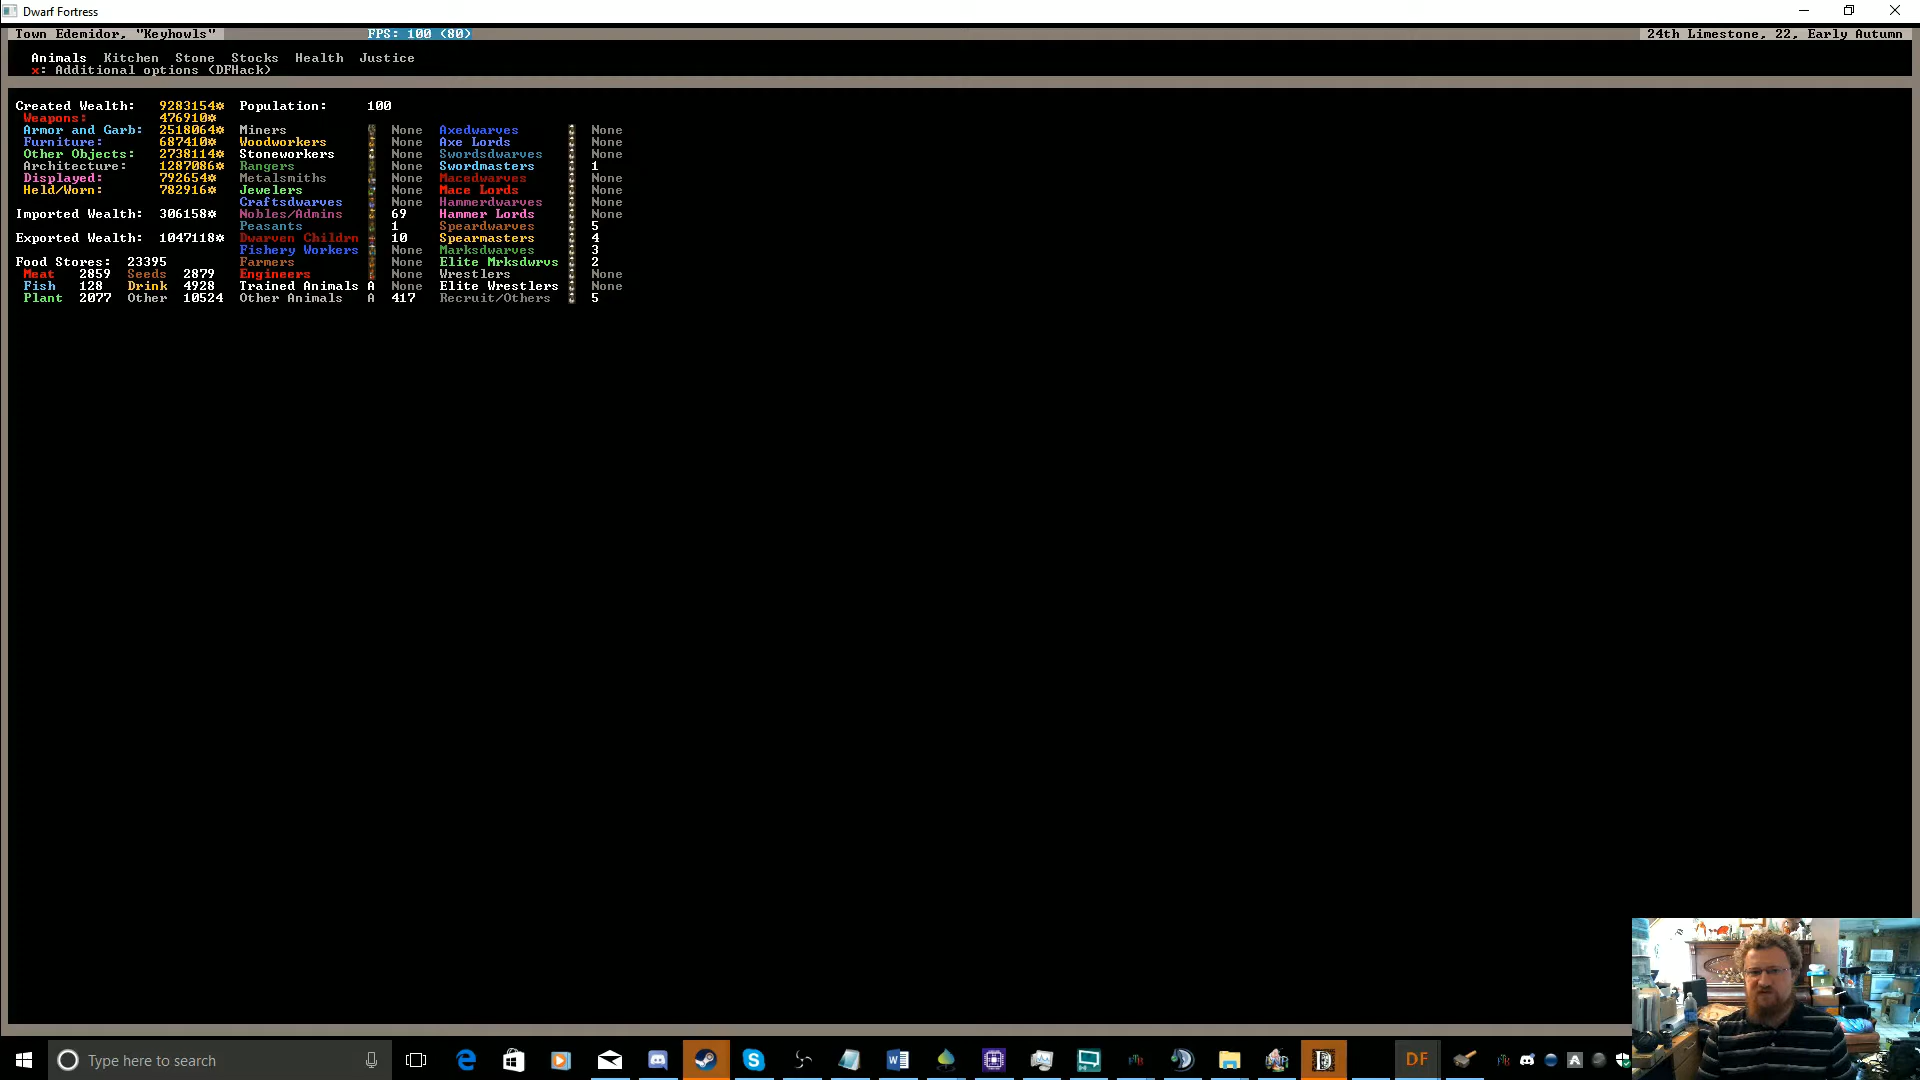 Dwarf Fortress
Town Edemidor, "Keyhowls" FPS: 100 (80) 24th Limestone, 22, Early Autumn
Animals Kitchen Stone Stocks Health Justice
x: Additional options (DFHack)
Created Wealth: 9283154☼ Population: 100
Weapons: 476910☼
Armor and Garb: 2518064☼ Miners None Axedwarves None
Furniture: 687410☼ Woodworkers None Axe Lords None
Other Objects: 2738114☼ Stoneworkers None Swordsdwarves None
Architecture: 1287086☼ Rangers None Swordmasters 1
Displayed: 792654☼ Metalsmiths None Macedwarves None
Held/Worn: 782916☼ Jewelers None Mace Lords None
Craftsdwarves None Hammerdwarves None
Imported Wealth: 306158☼ Nobles/Admins 69 Hammer Lords None
Peasants 1 Speardwarves 5
Exported Wealth: 1047118☼ Dwarven Childrn 10 Spearmasters 4
Fishery Workers None Marksdwarves 3
Food Stores: 23395 Farmers None Elite Mrksdwrvs 2
Meat 2859 Seeds 2879 Engineers None Wrestlers None
Fish 128 Drink 4928 Trained Animals A None Elite Wrestlers None
Plant 2077 Other 10524 Other Animals A 417 Recruit/Others 5
Type here to search
DF